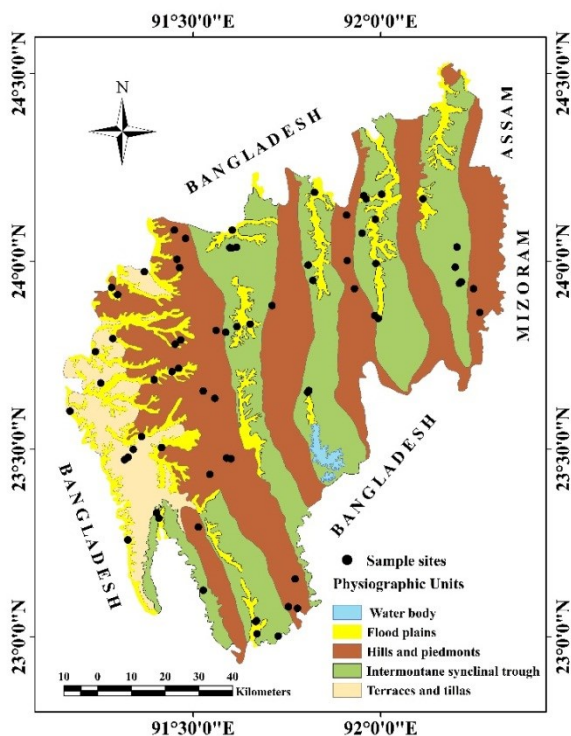 91°30'0"E 92°0'0"E
24°30'0"N 24°30'0"N
N
ASSAM
BANGLADESH
MIZORAM
24°0'0"N 24°0'0"N
23°30'0"N 23°30'0"N
BANGLADESH
BANGLADESH
Sample sites
Physiographic Units
Water body
Flood plains
Hills and piedmonts
Intermontane synclinal trough
Terraces and tillas
23°0'0"N 23°0'0"N
10 0 10 20 30 40
Kilometers
91°30'0"E 92°0'0"E